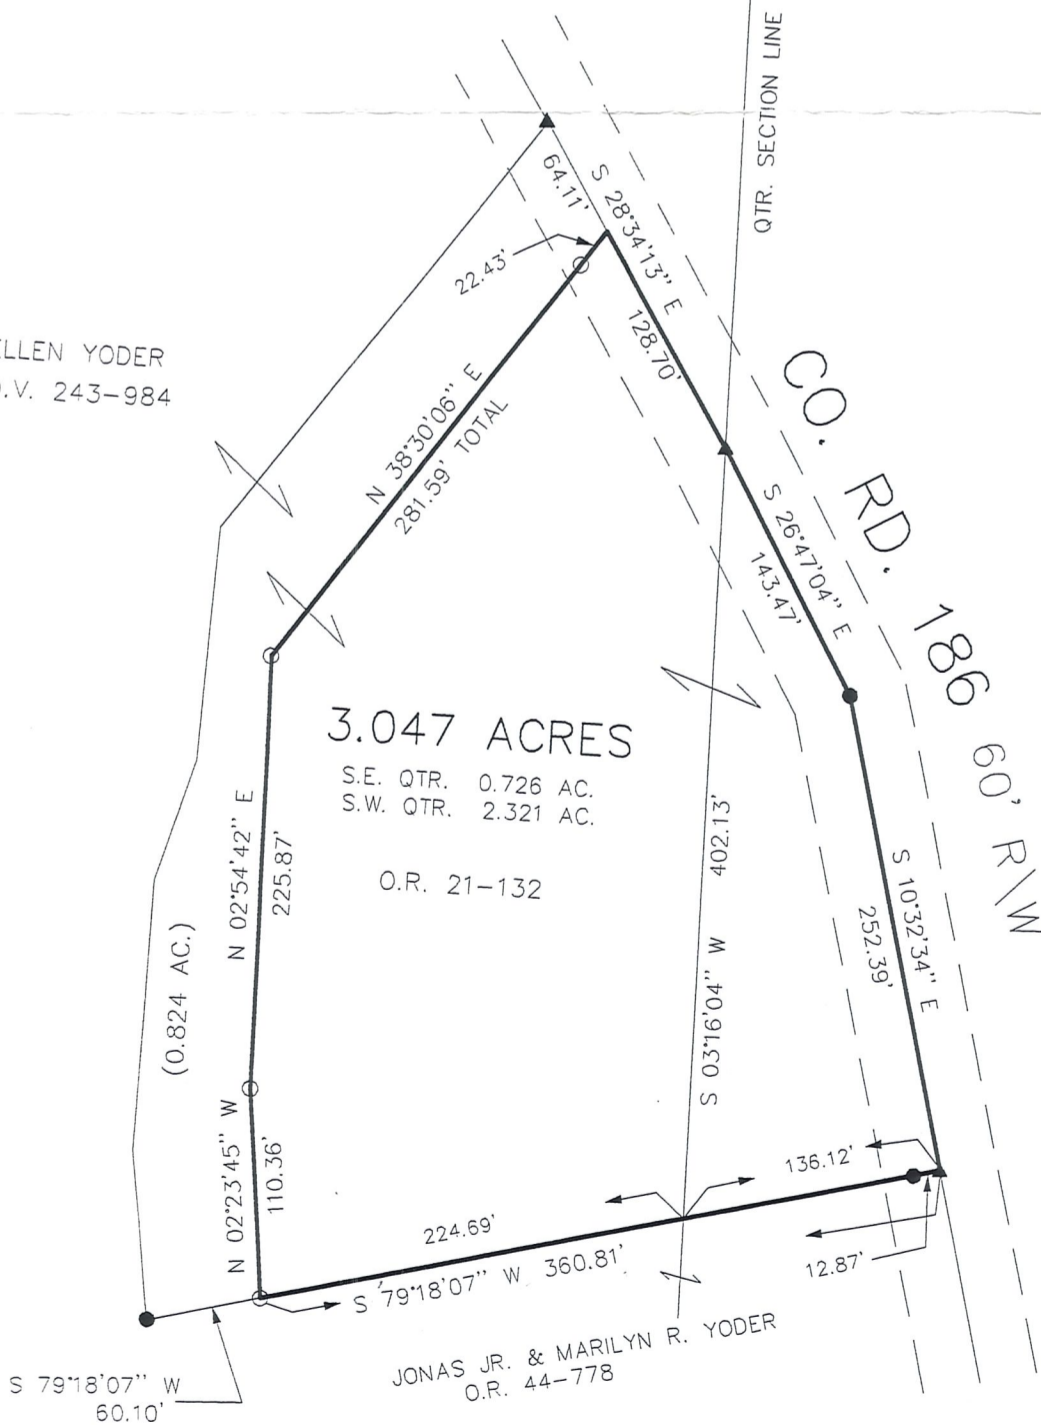 QTR. SECTION LINE
64.11'
S 28°34'13" E
128.70'
22.43'
ELLEN YODER
243-984
N 38°30'06" E
281.59' TOTAL
CO. RD. 186 60' R\W
S 26°47'04" E
143.47'
3.047 ACRES
S.E. QTR. 0.726 AC.
S.W. QTR. 2.321 AC.
O.R. 21-132
N 02°54'42" E
225.87'
(0.824 AC.)
S 03°16'04" W 402.13'
S 10°32'34" E
252.39'
N 02°23'45" W
110.36'
136.12'
224.69'
S 79°18'07" W 360.81'
12.87'
JONAS JR. & MARILYN R. YODER
O.R. 44-778
S 79°18'07" W
60.10'